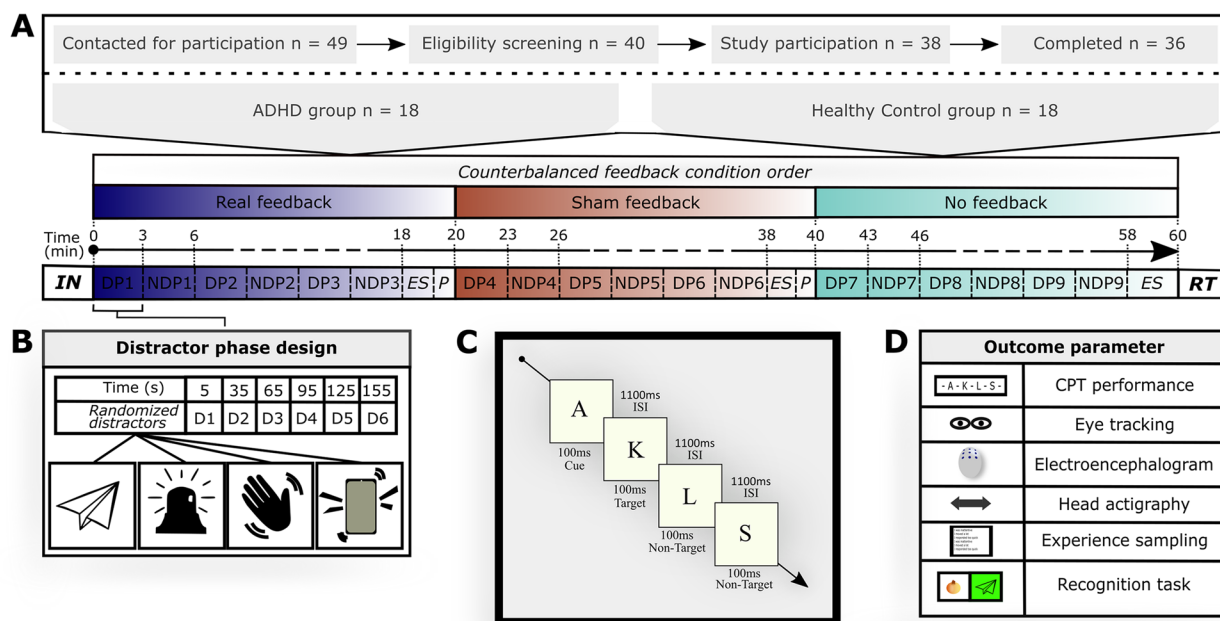 A
Contacted for participation n = 49
Eligibility screening n = 40
Study participation n = 38
Completed n = 36
ADHD group n = 18
Healthy Control group n = 18
Counterbalanced feedback condition order
Real feedback
Sham feedback
No feedback
Time (min)
0 3 6 18 20 23 26 38 40 43 46 58 60
IN DP1 NDP1 DP2 NDP2 DP3 NDP3 ES P DP4 NDP4 DP5 NDP5 DP6 NDP6 ES P DP7 NDP7 DP8 NDP8 DP9 NDP9 ES RT
B
Distractor phase design
Time (s) 5 35 65 95 125 155
Randomized distractors D1 D2 D3 D4 D5 D6
C
A
100ms
Cue
1100ms
ISI
K
100ms
Target
1100ms
ISI
L
100ms
Non-Target
1100ms
ISI
S
100ms
Non-Target
D
Outcome parameter
-A-K-L-S-
CPT performance
Eye tracking
Electroencephalogram
Head actigraphy
Experience sampling
Recognition task